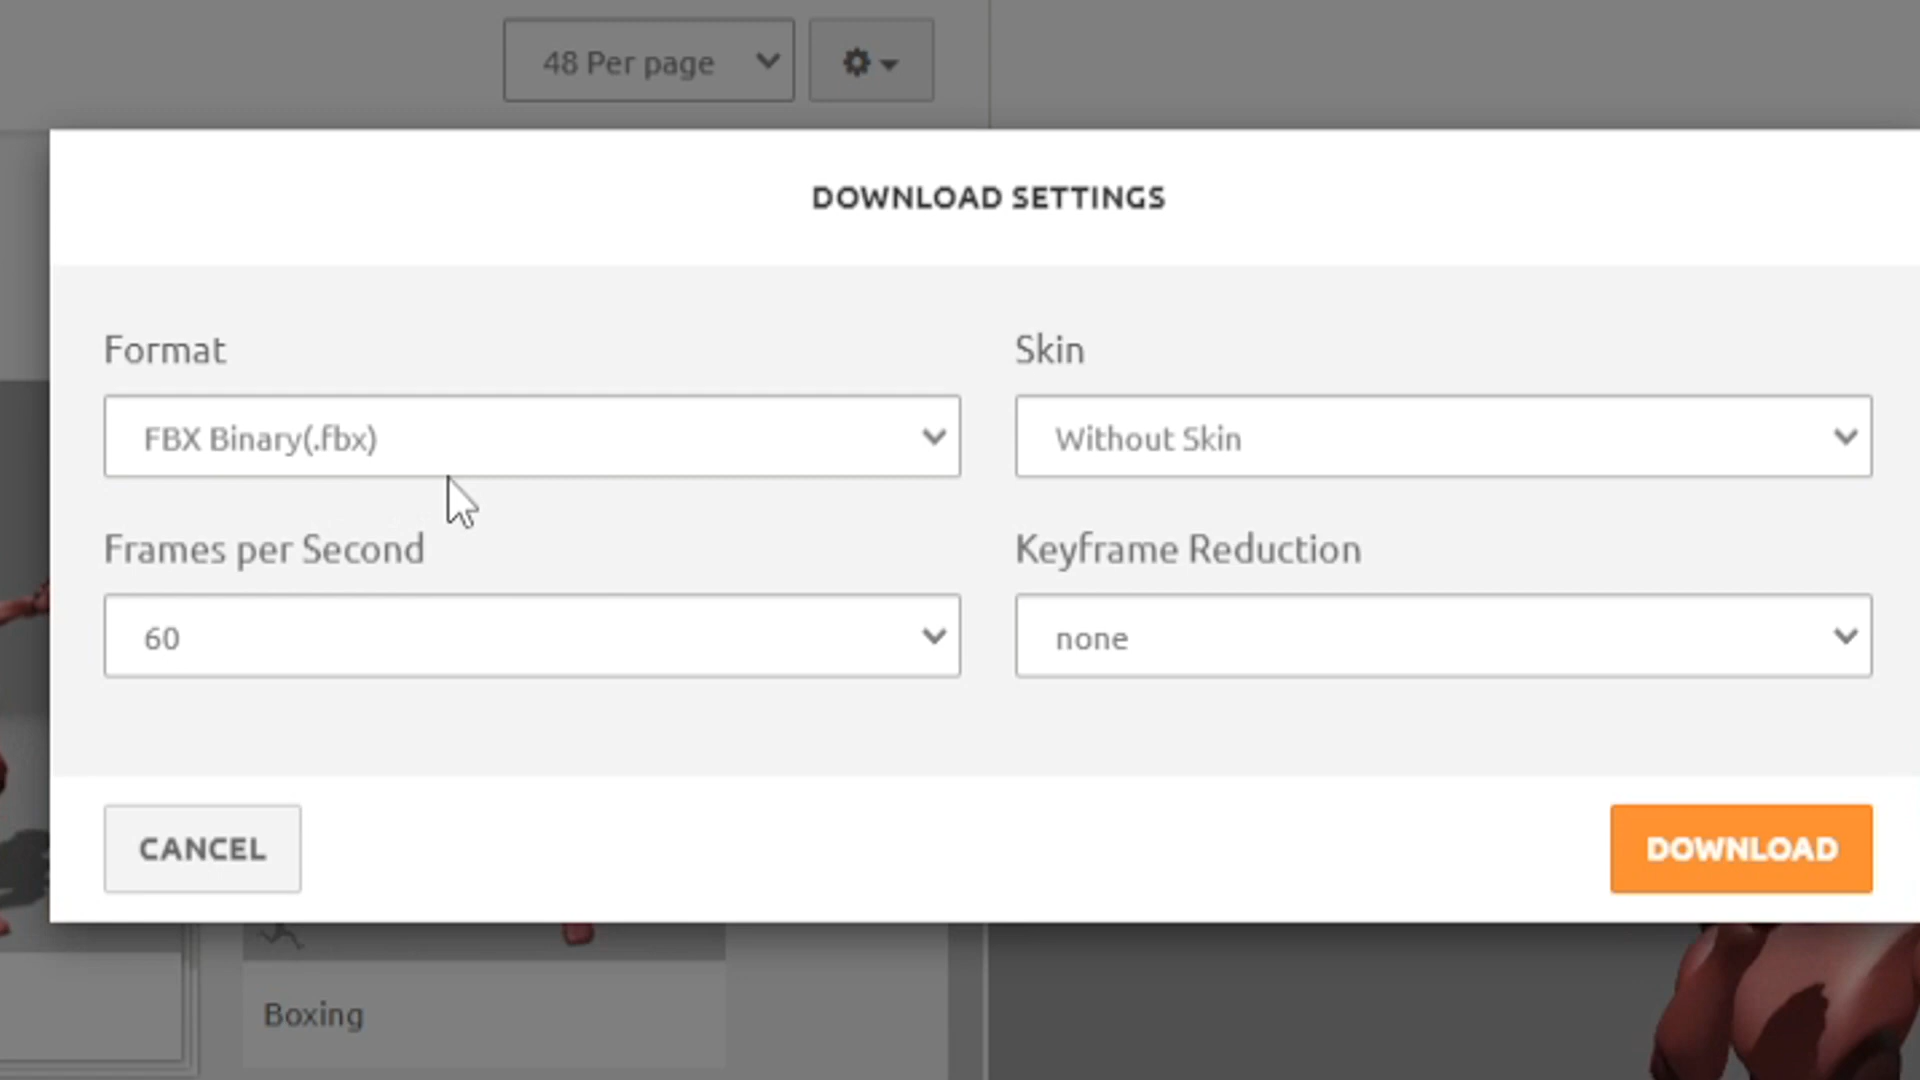 48 Per page
DOWNLOAD SETTINGS
Format
Skin
FBX Binary(.fbx)
Without Skin
Frames per Second
Keyframe Reduction
60
none
CANCEL
DOWNLOAD
Boxing